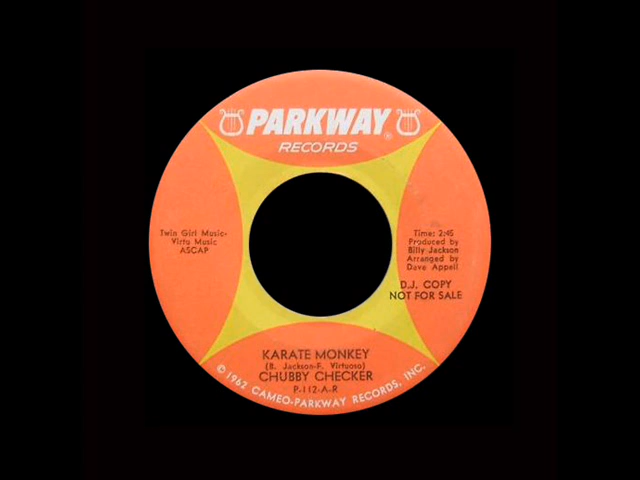 PARKWAY®
RECORDS
Twin Girl Music-
Virtu Music
ASCAP
Time: 2:45
Produced by
Billy Jackson
Arranged by
Dave Appell
D.J. COPY
NOT FOR SALE
KARATE MONKEY
(B. Jackson-F. Virtuoso)
CHUBBY CHECKER
P-112-A-R
©1962 CAMEO-PARKWAY RECORDS, INC.